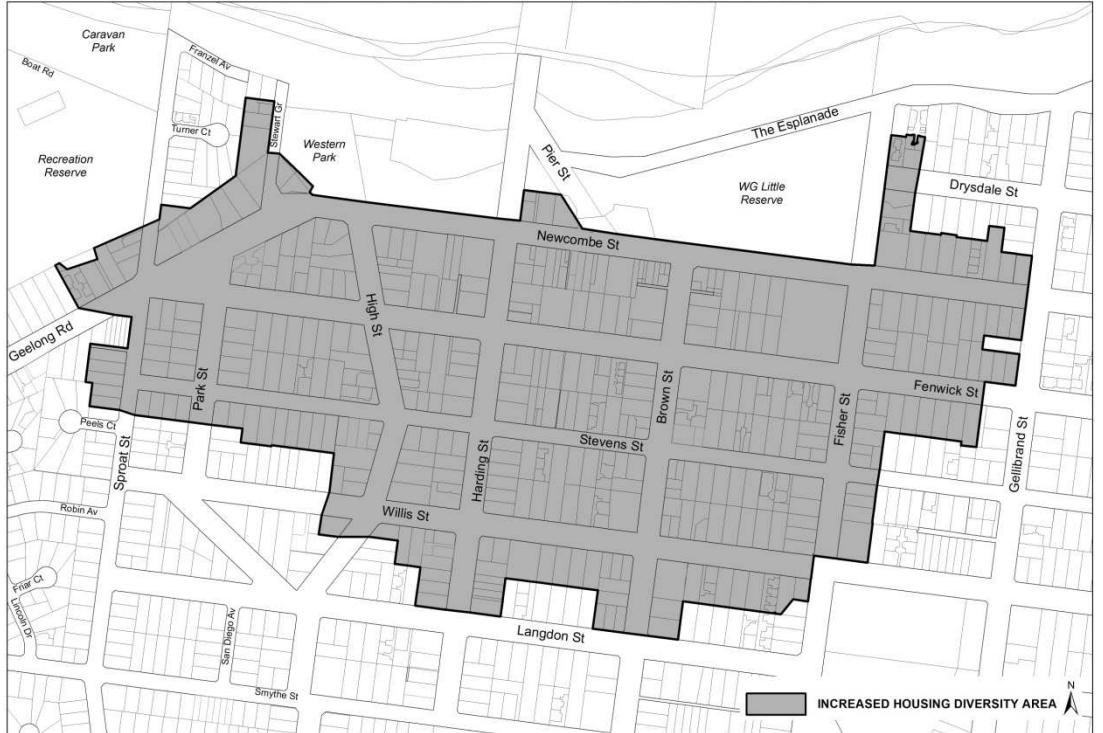 Caravan
Park
Franzel Av
Boat Rd
Turner Ct
Stewart Gr
Western
Park
Recreation
Reserve
The Esplanade
Pier St
WG Little
Reserve
Drysdale St
Newcombe St
High St
Geelong Rd
Park St
Fenwick St
Brown St
Fisher St
Peels Ct
Stevens St
Sproat St
Harding St
Gellibrand St
Robin Av
Willis St
Friar Ct
Lincoln Dr
San Diego Av
Langdon St
Smythe St
N
INCREASED HOUSING DIVERSITY AREA